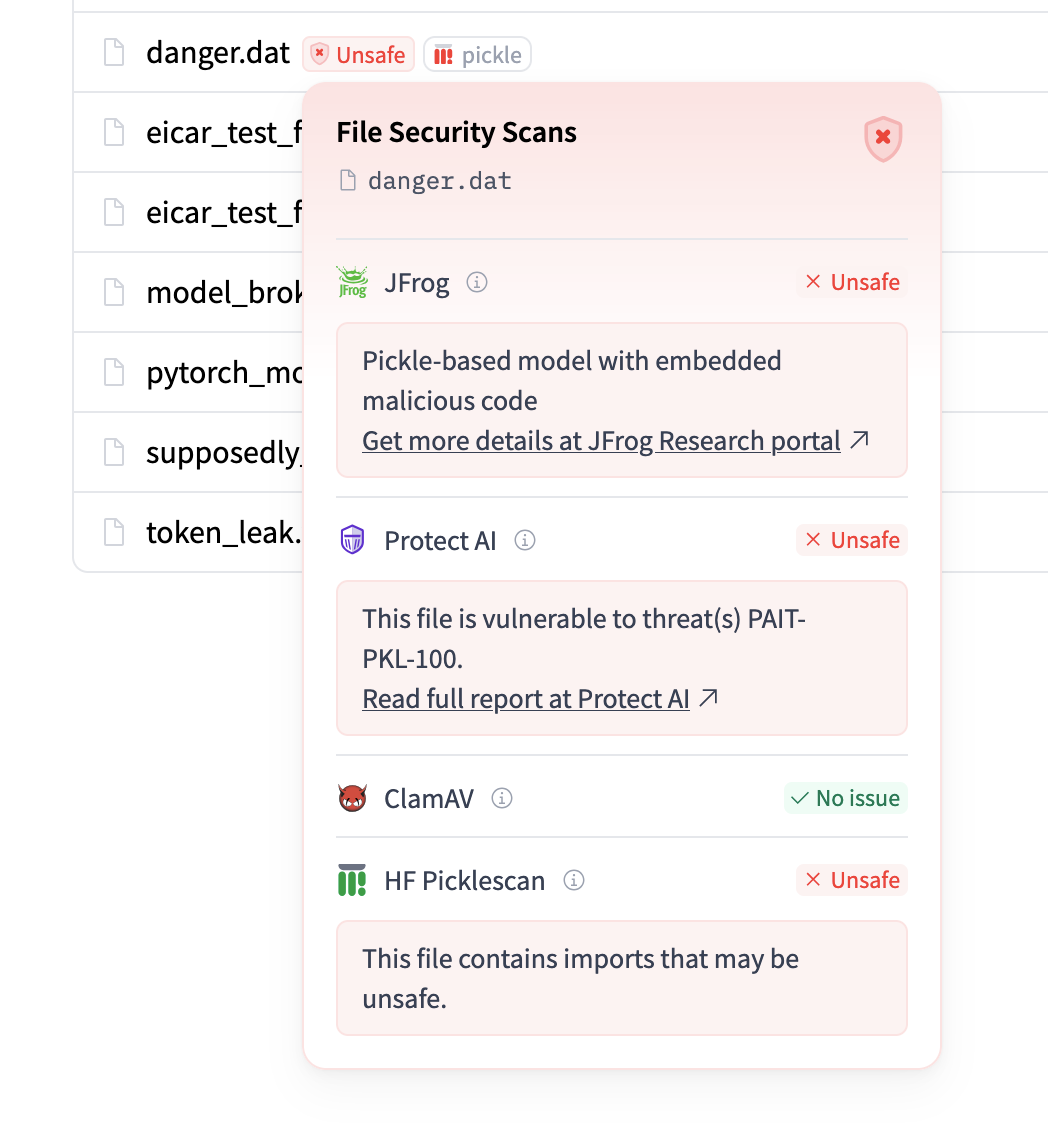 danger.dat Unsafe pickle
eicar_test_f
eicar_test_f
model_brok
pytorch_mo
supposedly_
token_leak.
File Security Scans
danger.dat
JFrog JFrog Unsafe
Pickle-based model with embedded
malicious code
Get more details at JFrog Research portal
Protect AI Unsafe
This file is vulnerable to threat(s) PAIT-
PKL-100.
Read full report at Protect AI
ClamAV No issue
HF Picklescan Unsafe
This file contains imports that may be
unsafe.